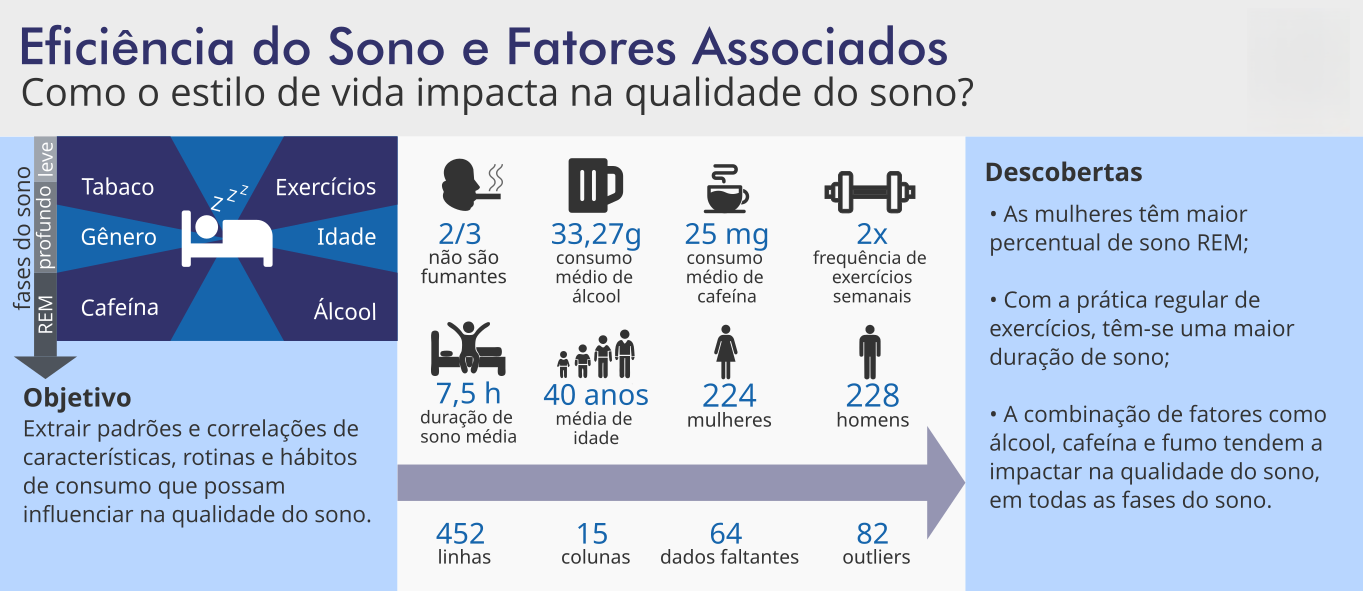 Eficiência do Sono e Fatores Associados
Como o estilo de vida impacta na qualidade do sono?
fases do sono
leve
profundo
REM
Tabaco
Exercícios
Gênero
Idade
Cafeína
Álcool
z z z
Objetivo
Extrair padrões e correlações de
características, rotinas e hábitos
de consumo que possam
influenciar na qualidade do sono.
2/3
não são
fumantes
33,27g
consumo
médio de
álcool
25 mg
consumo
médio de
cafeína
2x
frequência de
exercícios
semanais
7,5 h
duração de
sono média
40 anos
média de
idade
224
mulheres
228
homens
452
linhas
15
colunas
64
dados faltantes
82
outliers
Descobertas
• As mulheres têm maior
percentual de sono REM;
• Com a prática regular de
exercícios, têm-se uma maior
duração de sono;
• A combinação de fatores como
álcool, cafeína e fumo tendem a
impactar na qualidade do sono,
em todas as fases do sono.